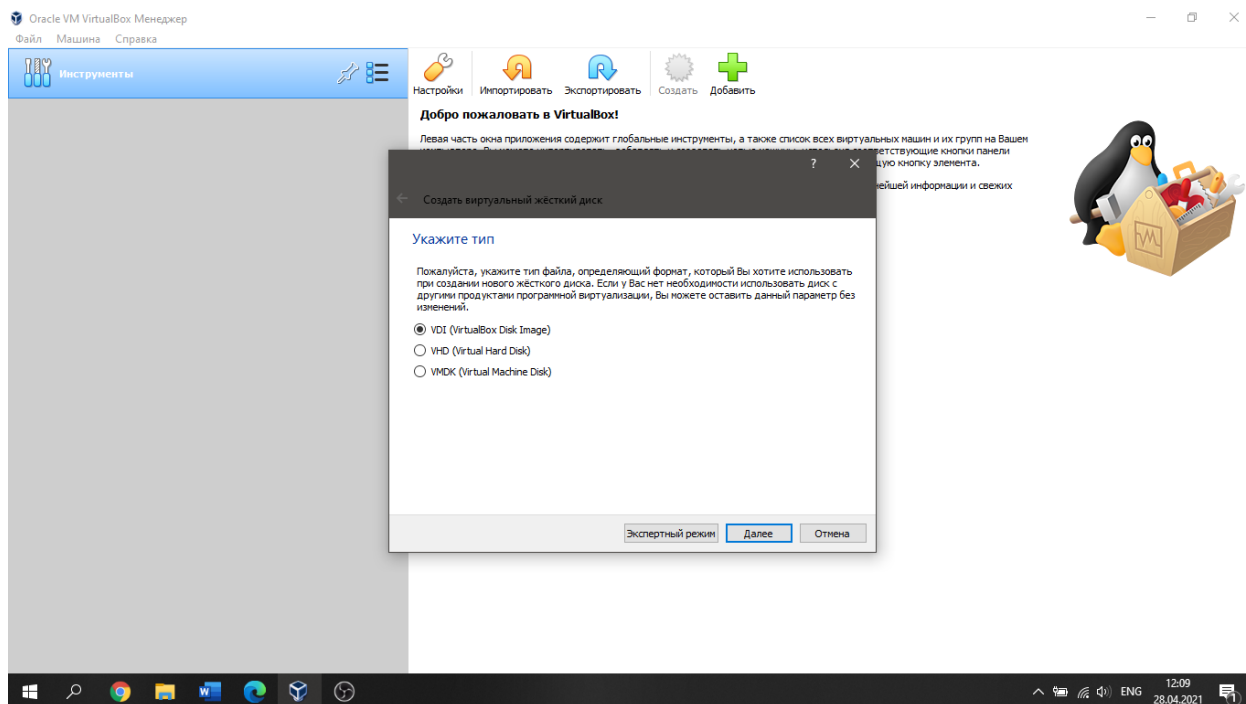 Oracle VM VirtualBox Менеджер
Файл Машина Справка
Инструменты
Настройки Импортировать Экспортировать Создать Добавить
Добро пожаловать в VirtualBox!
Левая часть окна приложения содержит глобальные инструменты, а также список всех виртуальных машин и их групп на Вашем
кнопки панели
кнопку элемента.
информации и свежих
Создать виртуальный жёсткий диск
Укажите тип
Пожалуйста, укажите тип файла, определяющий формат, который Вы хотите использовать
при создании нового жёсткого диска. Если у Вас нет необходимости использовать диск с
другими продуктами программной виртуализации, Вы можете оставить данный параметр без
изменений.
VDI (VirtualBox Disk Image)
VHD (Virtual Hard Disk)
VMDK (Virtual Machine Disk)
Экспертный режим Далее Отмена
ENG
12:09
28.04.2021